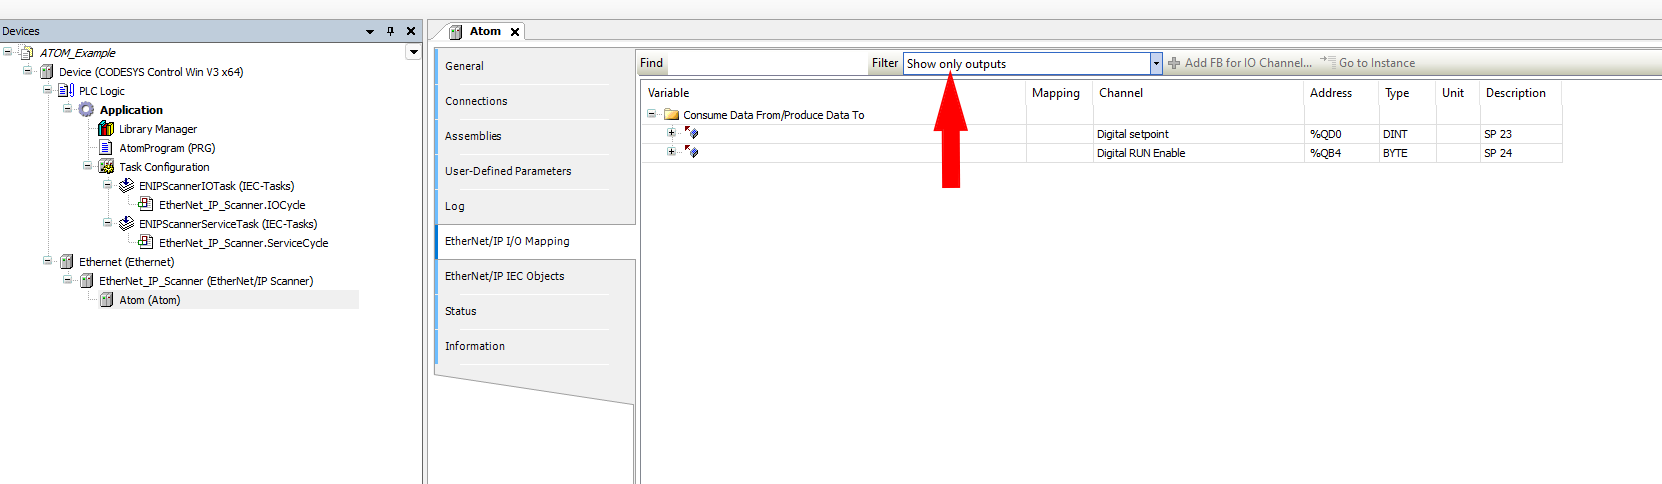 Devices
ATOM_Example
Device (CODESYS Control Win V3 x64)
PLC Logic
Application
Library Manager
AtomProgram (PRG)
Task Configuration
ENIPScannerIOTask (IEC-Tasks)
EtherNet_IP_Scanner.IOCycle
ENIPScannerServiceTask (IEC-Tasks)
EtherNet_IP_Scanner.ServiceCycle
Ethernet (Ethernet)
EtherNet_IP_Scanner (EtherNet/IP Scanner)
Atom (Atom)
Atom
General
Connections
Assemblies
User-Defined Parameters
Log
EtherNet/IP I/O Mapping
EtherNet/IP IEC Objects
Status
Information
Find Filter Show only outputs Add FB for IO Channel... Go to Instance
Variable Mapping Channel Address Type Unit Description
Consume Data From/Produce Data To
Digital setpoint %QD0 DINT SP 23
Digital RUN Enable %QB4 BYTE SP 24